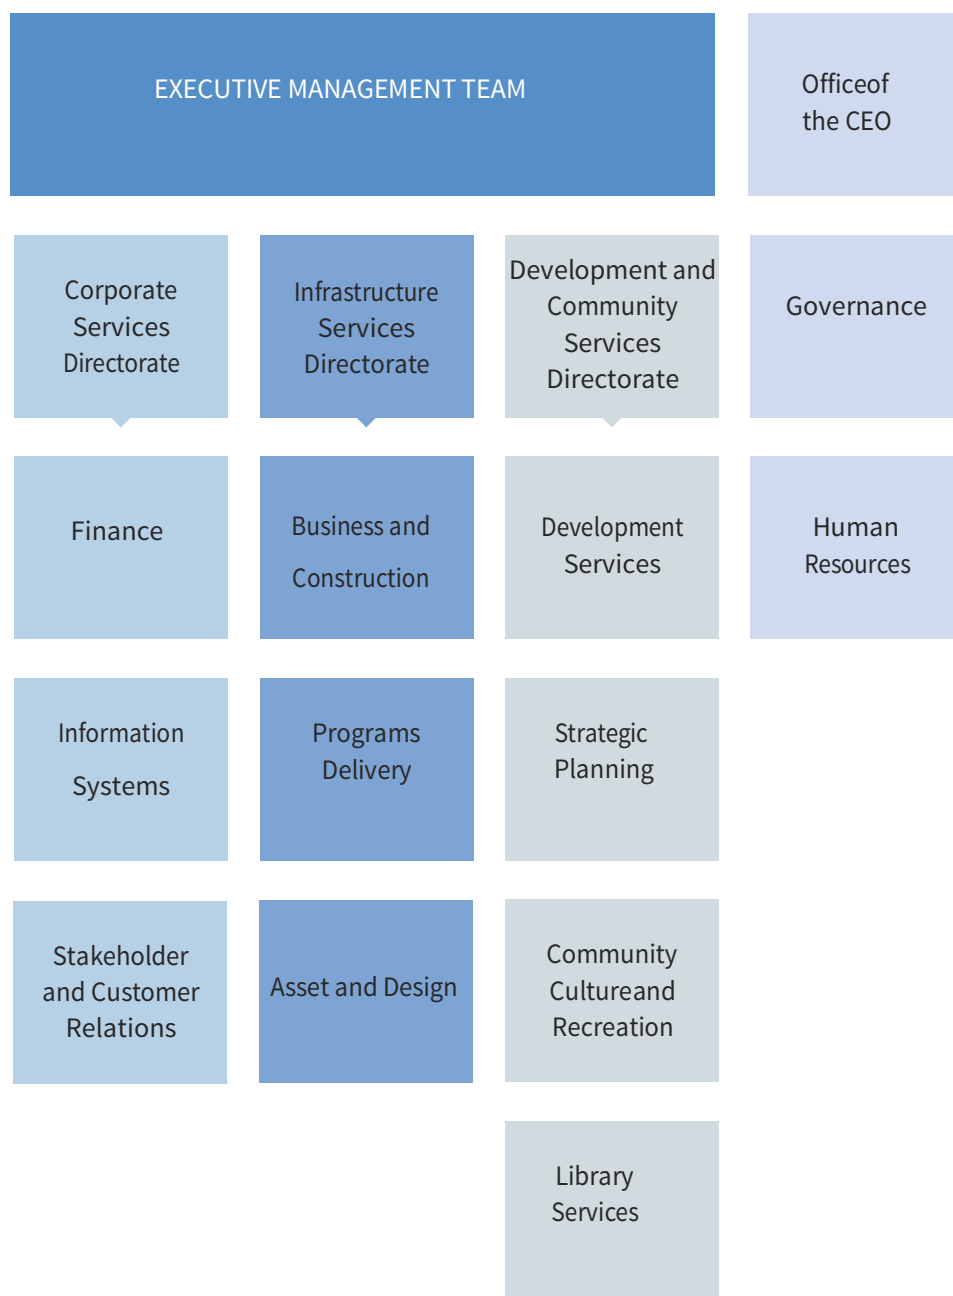 EXECUTIVE MANAGEMENT TEAM
Officeof
the CEO
Corporate
Services
Directorate
Infrastructure
Services
Directorate
Development and
Community
Services
Directorate
Governance
Finance
Business and
Construction
Development
Services
Human
Resources
Information
Systems
Programs
Delivery
Strategic
Planning
Stakeholder
and Customer
Relations
Asset and Design
Community
Cultureand
Recreation
Library
Services